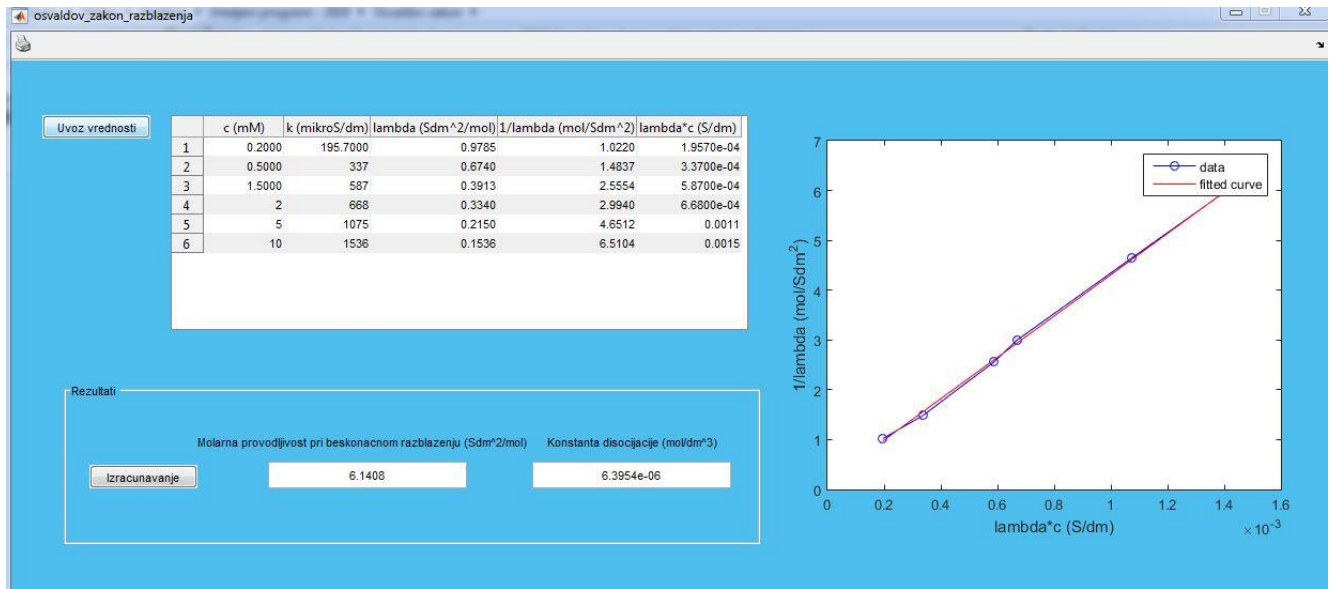 osvaldov_zakon_razblazenja
Uvoz vrednosti
c (mM) k (mikroS/dm) lambda (Sdm^2/mol) 1/lambda (mol/Sdm^2) lambda*c (S/dm)
1 0.2000 195.7000 0.9785 1.0220 1.9570e-04
2 0.5000 337 0.6740 1.4837 3.3700e-04
3 1.5000 587 0.3913 2.5554 5.8700e-04
4 2 668 0.3340 2.9940 6.6800e-04
5 5 1075 0.2150 4.6512 0.0011
6 10 1536 0.1536 6.5104 0.0015
Rezultati
Molarna provodljivost pri beskonacnom razblazenju (Sdm^2/mol) Konstanta disocijacije (mol/dm^3)
Izracunavanje 6.1408 6.3954e-06
data
fitted curve
1/lambda (mol/Sdm²)
7
6
5
4
3
2
1
0
0 0.2 0.4 0.6 0.8 1 1.2 1.4 1.6
lambda*c (S/dm)
×10⁻³